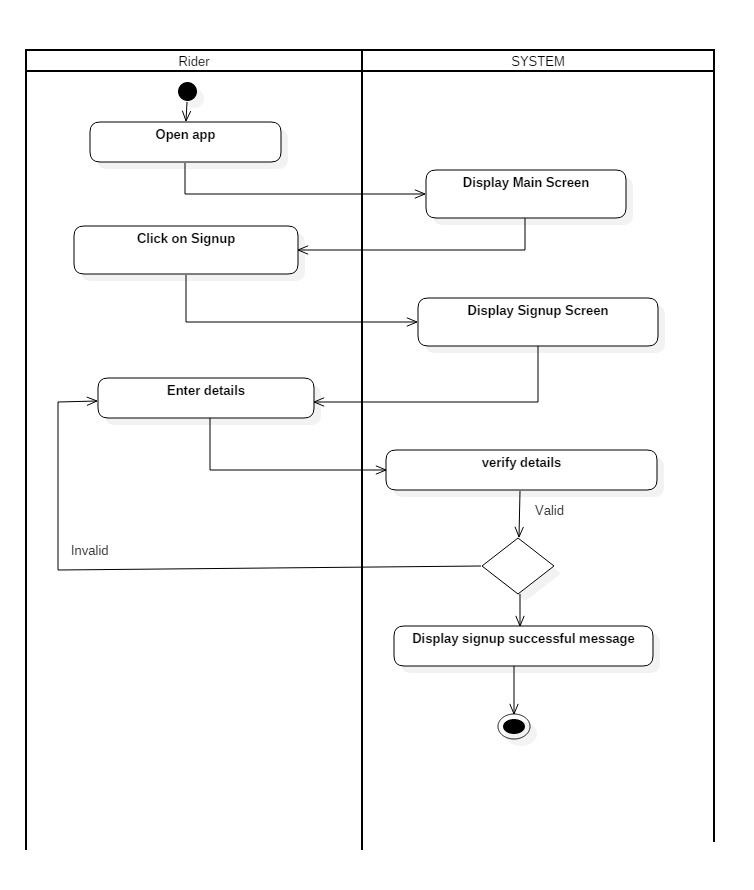 Rider
SYSTEM
Open app
Display Main Screen
Click on Signup
Display Signup Screen
Enter details
verify details
Valid
Invalid
Display signup successful message